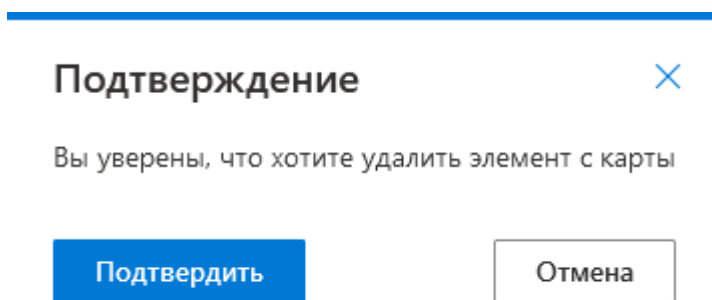 Подтверждение
Вы уверены, что хотите удалить элемент с карты
Подтвердить Отмена